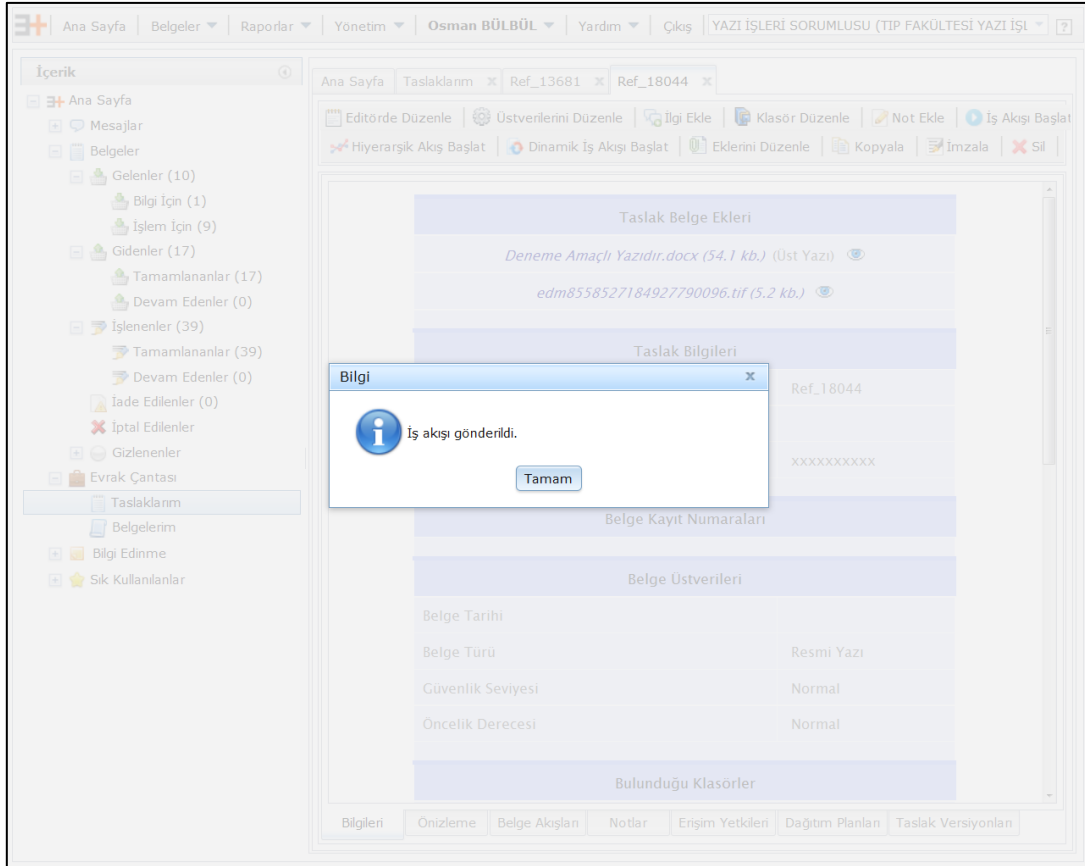 Ana Sayfa Belgeler Raporlar Yönetim Osman BÜLBÜL Yardım Çıkış YAZI İŞLERİ SORUMLUSU (TIP FAKÜLTESİ YAZI İŞL ?
İçerik
Ana Sayfa
Mesajlar
Belgeler
Gelenler (10)
Bilgi İçin (1)
İşlem İçin (9)
Gidenler (17)
Tamamlananlar (17)
Devam Edenler (0)
İşlenenler (39)
Tamamlananlar (39)
Devam Edenler (0)
İade Edilenler (0)
İptal Edilenler
Gizlenenler
Evrak Çantası
Taslaklarım
Belgelerim
Bilgi Edinme
Sık Kullanılanlar
Ana Sayfa Taslaklarım x Ref_13681 x Ref_18044 x
Editörde Düzenle Üstverilerini Düzenle İlgi Ekle Klasör Düzenle Not Ekle İş Akışı Başlat
Hiyerarşik Akış Başlat Dinamik İş Akışı Başlat Eklerini Düzenle Kopyala İmzala Sil
Taslak Belge Ekleri
Deneme Amaçlı Yazıdır.docx (54.1 kb.) (Üst Yazı)
edm8558527184927790096.tif (5.2 kb.)
Taslak Bilgileri
Ref_18044
xxxxxxxxxx
Bilgi x
İş akışı gönderildi.
Tamam
Belge Kayıt Numaraları
Belge Üstverileri
Belge Tarihi
Belge Türü Resmi Yazı
Güvenlik Seviyesi Normal
Öncelik Derecesi Normal
Bulunduğu Klasörler
Bilgileri Önizleme Belge Akışları Notlar Erişim Yetkileri Dağıtım Planları Taslak Versiyonları